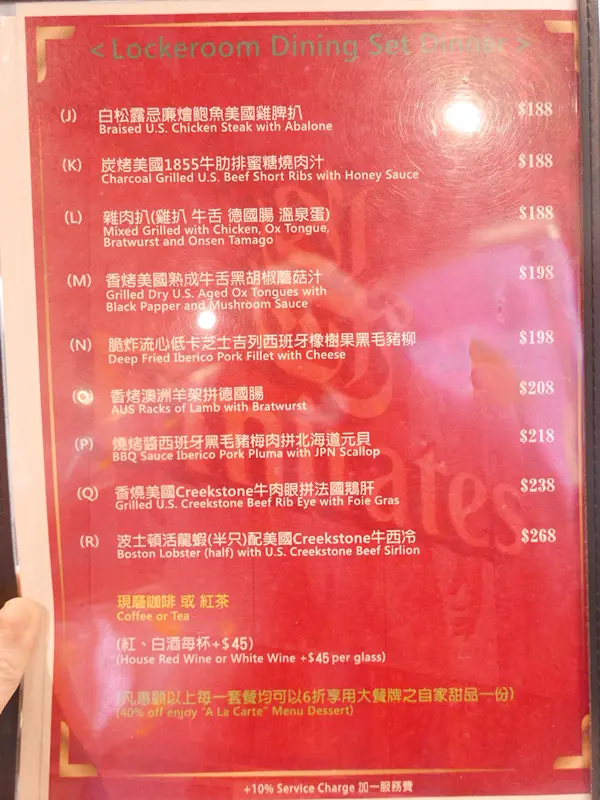 < Lockeroom Dining Set Dinner >
(J) 白松露忌廉燴鮑魚美國雞脾扒 $188
Braised U.S. Chicken Steak with Abalone
(K) 炭烤美國1855牛肋排蜜糖燒肉汁 $188
Charcoal Grilled U.S. Beef Short Ribs with Honey Sauce
(L) 雜肉扒(雞扒 牛舌 德國腸 溫泉蛋) $188
Mixed Grilled with Chicken, Ox Tongue,
Bratwurst and Onsen Tamago
(M) 香烤美國熟成牛舌黑胡椒蘑菇汁 $198
Grilled Dry U.S. Aged Ox Tongues with
Black Papper and Mushroom Sauce
(N) 脆炸流心低卡芝士吉列西班牙橡樹果黑毛豬柳 $198
Deep Fried Iberico Pork Fillet with Cheese
(O) 香烤澳洲羊架拼德國腸 $208
AUS Racks of Lamb with Bratwurst
(P) 燒烤醬西班牙黑毛豬梅肉拼北海道元貝 $218
BBQ Sauce Iberico Pork Pluma with JPN Scallop
(Q) 香燒美國Creekstone牛肉眼拼法國鵝肝 $238
Grilled U.S. Creekstone Beef Rib Eye with Foie Gras
(R) 波士頓活龍蝦(半只)配美國Creekstone牛西冷 $268
Boston Lobster (half) with U.S. Creekstone Beef Sirlion
現磨咖啡 或 紅茶
Coffee or Tea
(紅、白酒每杯+$45)
(House Red Wine or White Wine +$45 per glass)
(凡惠顧以上每一套餐均可以6折享用大餐牌之自家甜品一份)
(40% off enjoy "A La Carte" Menu Dessert)
+10% Service Charge 加一服務費